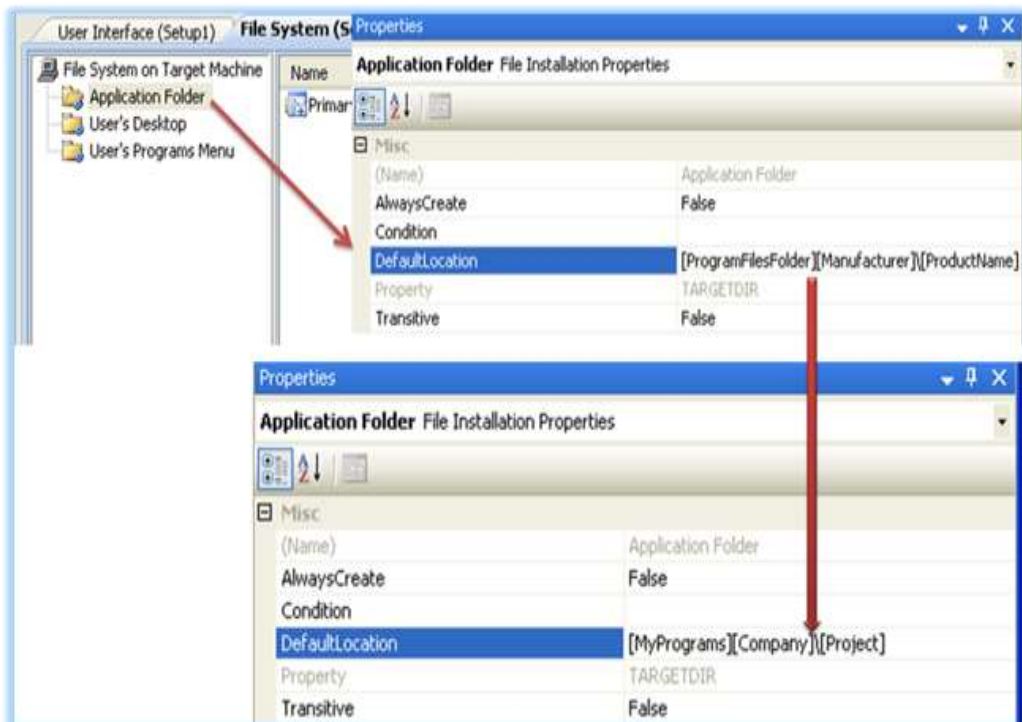 User Interface (Setup1) File System (S
File System on Target Machine
Application Folder
User's Desktop
User's Programs Menu
Name
Primar
Properties
Application Folder File Installation Properties
Misc
(Name) Application Folder
AlwaysCreate False
Condition
DefaultLocation [ProgramFilesFolder][Manufacturer]\[ProductName]
Property TARGETDIR
Transitive False
Properties
Application Folder File Installation Properties
Misc
(Name) Application Folder
AlwaysCreate False
Condition
DefaultLocation [MyPrograms][Company]\[Project]
Property TARGETDIR
Transitive False